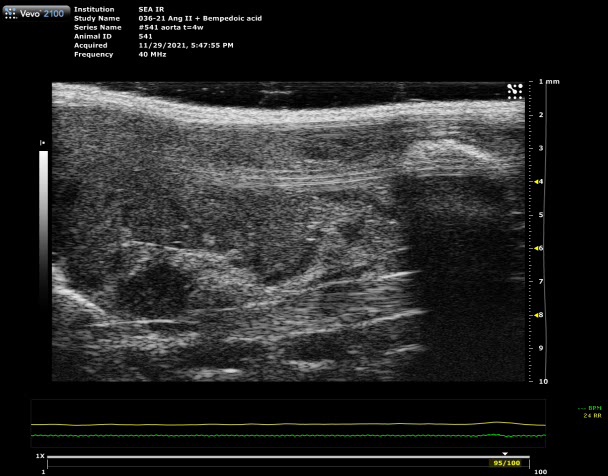 Vevo 2100
Institution SEA IR
Study Name 036-21 Ang II + Bempedoic acid
Series Name #541 aorta t=4w
Animal ID 541
Acquired 11/29/2021, 5:47:55 PM
Frequency 40 MHz
1 mm
2
3
4
5
6
7
8
9
10
--- BPM
24 RR
1X
95/100
1
100